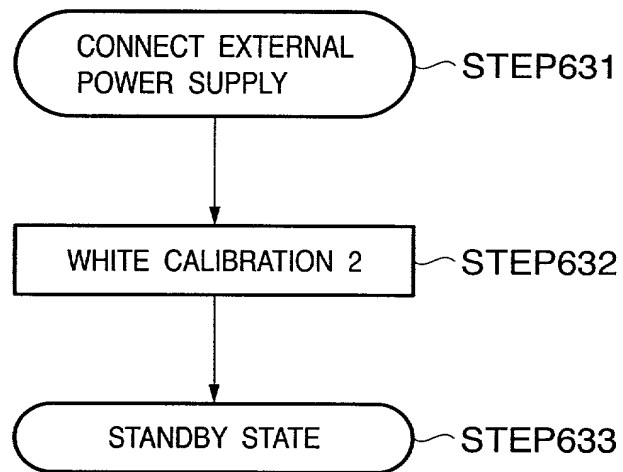 CONNECT EXTERNAL
POWER SUPPLY
STEP631
WHITE CALIBRATION 2
STEP632
STANDBY STATE
STEP633